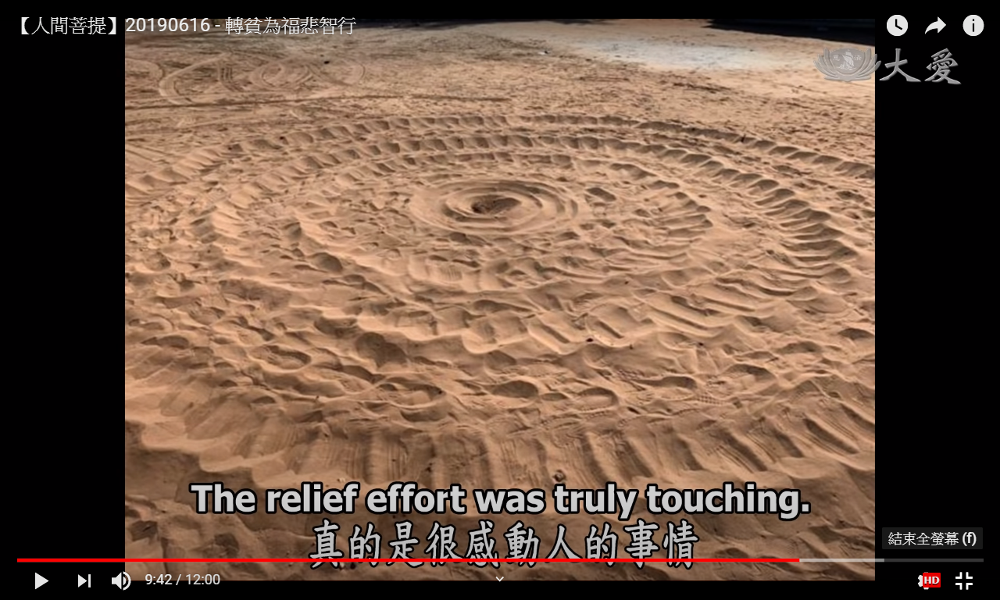 【人間菩提】20190616 - 轉貧為福悲智行
大愛
The relief effort was truly touching.
真的是很感動人的事情
結束全螢幕 (f)
9:42 / 12:00
HD